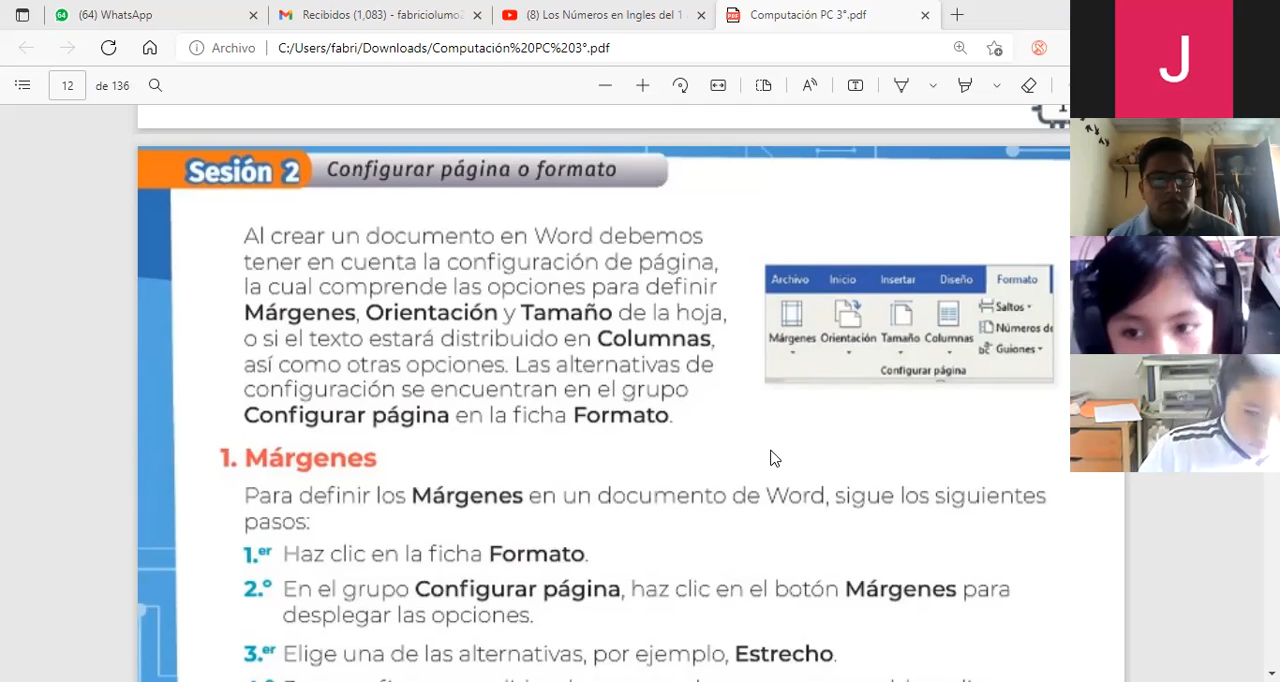 (64) WhatsApp
Recibidos (1,083) - fabriciolumo
(8) Los Números en Ingles del 1
Computación PC 3°.pdf
Archivo
C:/Users/fabri/Downloads/Computación%20PC%203°.pdf
12
de 136
J
Sesión 2
Configurar página o formato
Al crear un documento en Word debemos
tener en cuenta la configuración de página,
la cual comprende las opciones para definir
Márgenes, Orientación y Tamaño de la hoja,
o si el texto estará distribuido en Columnas,
así como otras opciones. Las alternativas de
configuración se encuentran en el grupo
Configurar página en la ficha Formato.
Archivo Inicio Insertar Diseño Formato
Márgenes Orientación Tamaño Columnas
Saltos
Números de
Guiones
Configurar página
1. Márgenes
Para definir los Márgenes en un documento de Word, sigue los siguientes
pasos:
1.er Haz clic en la ficha Formato.
2.º En el grupo Configurar página, haz clic en el botón Márgenes para
desplegar las opciones.
3.er Elige una de las alternativas, por ejemplo, Estrecho.